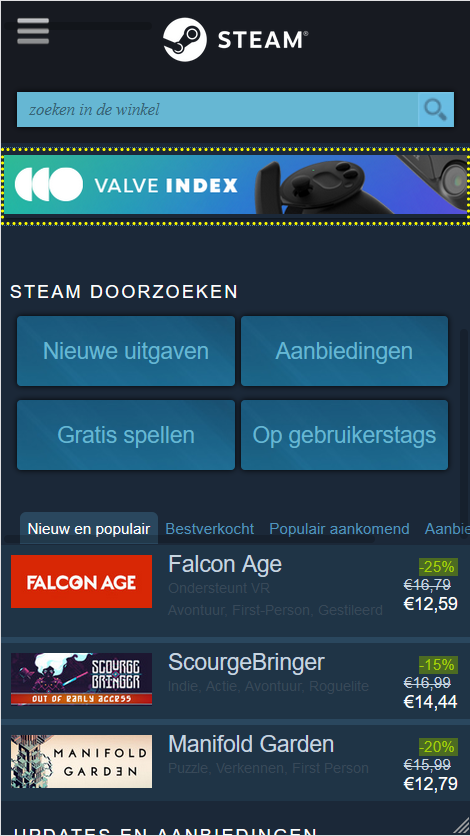 STEAM®
zoeken in de winkel
VALVE INDEX
STEAM DOORZOEKEN
Nieuwe uitgaven
Aanbiedingen
Gratis spellen
Op gebruikerstags
Nieuw en populair Bestverkocht Populair aankomend Aanbie
FALCON AGE
Falcon Age
Ondersteunt VR
Avontuur, First-Person, Gestileerd
-25%
€16,79
€12,59
SCOURGE
BRINGER
OUT OF EARLY ACCESS
ScourgeBringer
Indie, Actie, Avontuur, Roguelite
-15%
€16,99
€14,44
MANIFOLD
GARDEN
Manifold Garden
Puzzle, Verkennen, First Person
-20%
€15,99
€12,79
UPDATES EN AANBIEDINGEN